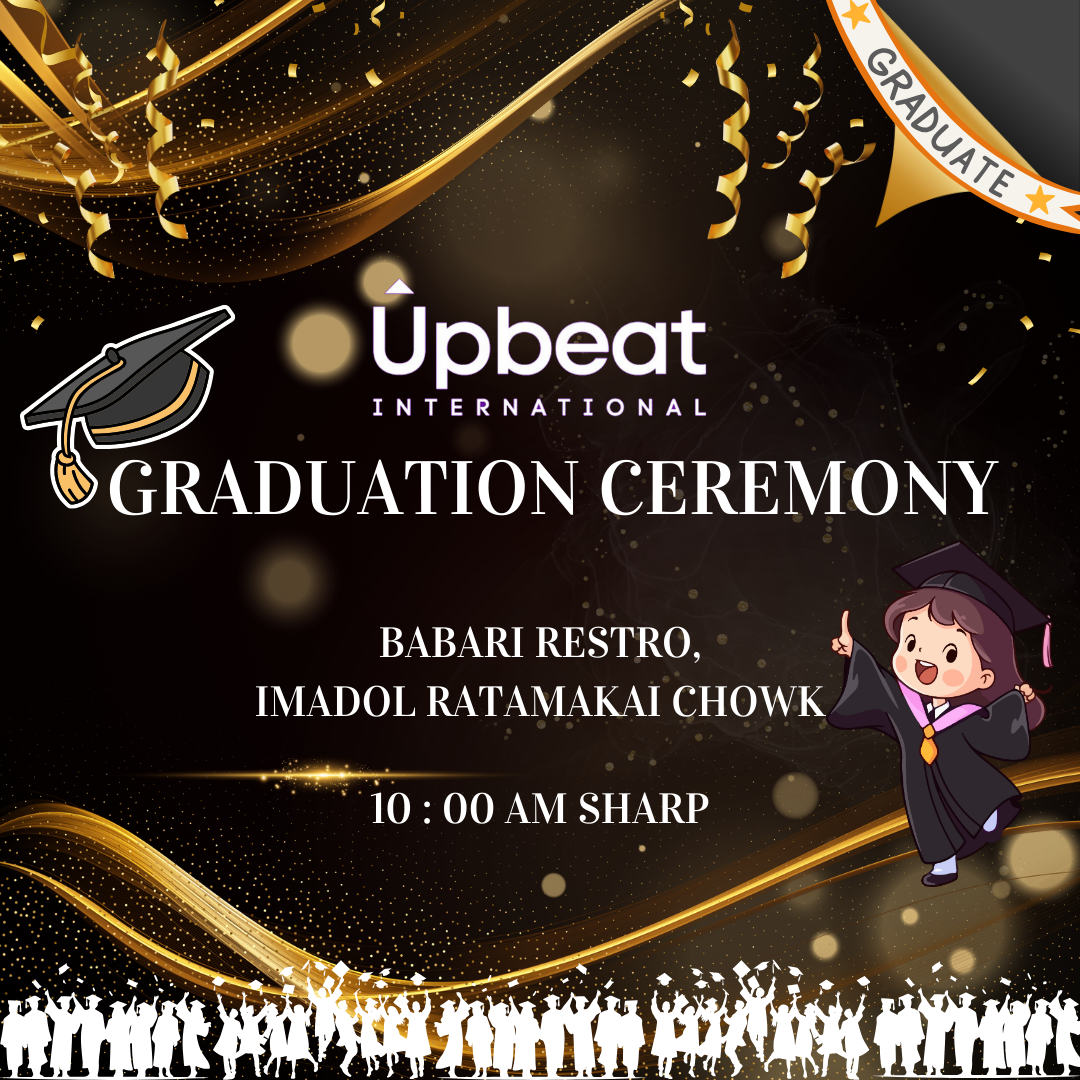 GRADUATE
Upbeat
INTERNATIONAL
GRADUATION CEREMONY
BABARI RESTRO,
IMADOL RATAMAKAI CHOWK
10 : 00 AM SHARP